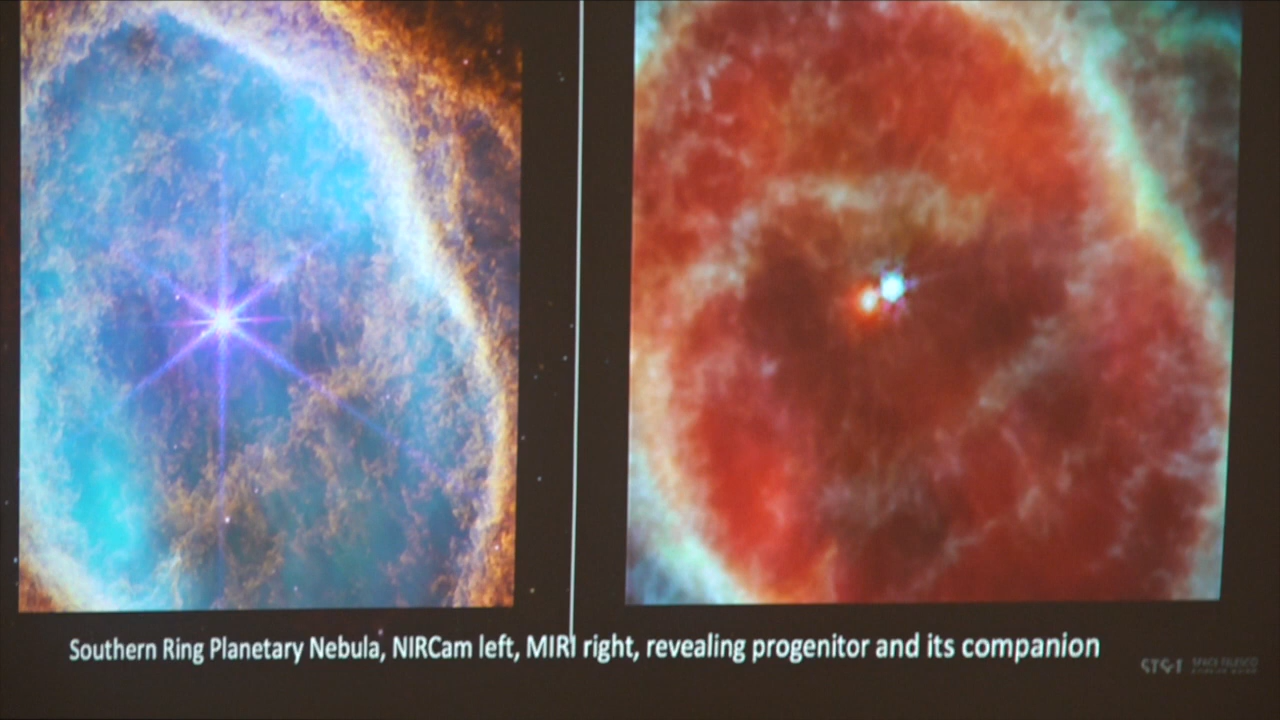 Southern Ring Planetary Nebula, NIRCam left, MIRI right, revealing progenitor and its companion